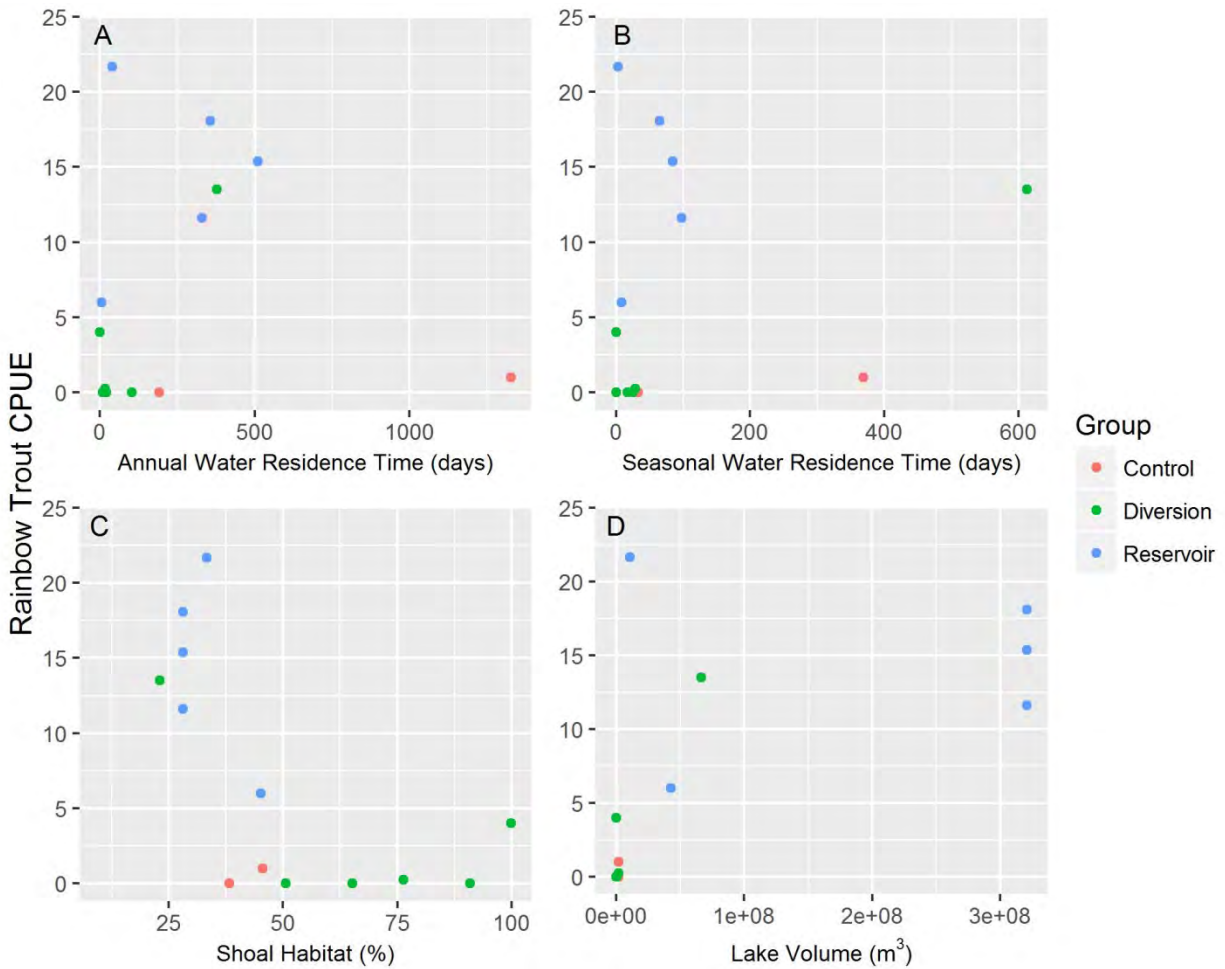 A
25
20
15
10
5
0
0
500
1000
Annual Water Residence Time (days)
B
25
20
15
10
5
0
0
200
400
600
Seasonal Water Residence Time (days)
Rainbow Trout CPUE
C
25
20
15
10
5
0
25
50
75
100
Shoal Habitat (%)
D
25
20
15
10
5
0
0e+00
1e+08
2e+08
3e+08
Lake Volume (m³)
Group
Control
Diversion
Reservoir